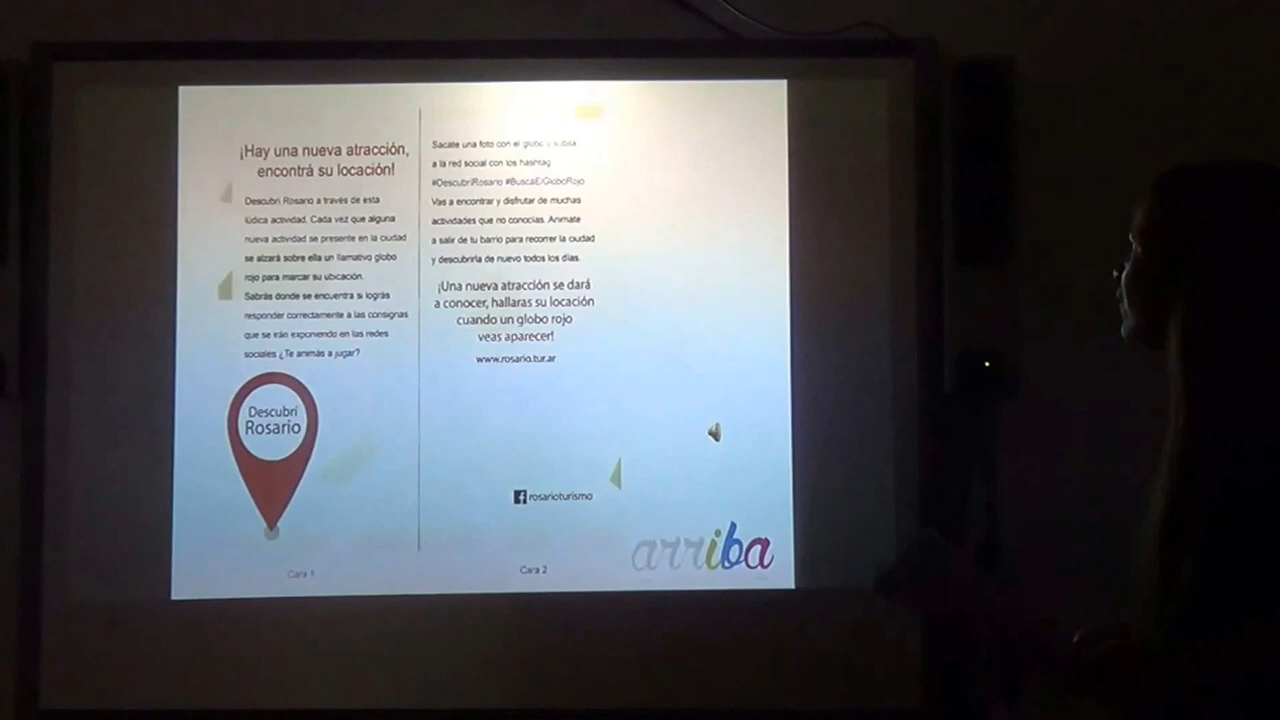 ¡Hay una nueva atracción,
encontrá su locación!
Descubrí Rosario a través de esta
lúdica actividad. Cada vez que alguna
nueva actividad se presente en la ciudad
se alzará sobre ella un llamativo globo
rojo para marcar su ubicación.
Sabrás donde se encuentra si lográs
responder correctamente a las consignas
que se irán exponiendo en las redes
sociales ¿Te animás a jugar?
Descubrí
Rosario
Cara 1
Sacate una foto con el globo y subila
a la red social con los hashtag
#DescubríRosario #BuscáElGloboRojo
Vas a encontrar y disfrutar de muchas
actividades que no conocías. Animate
a salir de tu barrio para recorrer la ciudad
y descubrirla de nuevo todos los días.
¡Una nueva atracción se dará
a conocer, hallaras su locación
cuando un globo rojo
veas aparecer!
www.rosario.tur.ar
rosarioturismo
Cara 2
arriba